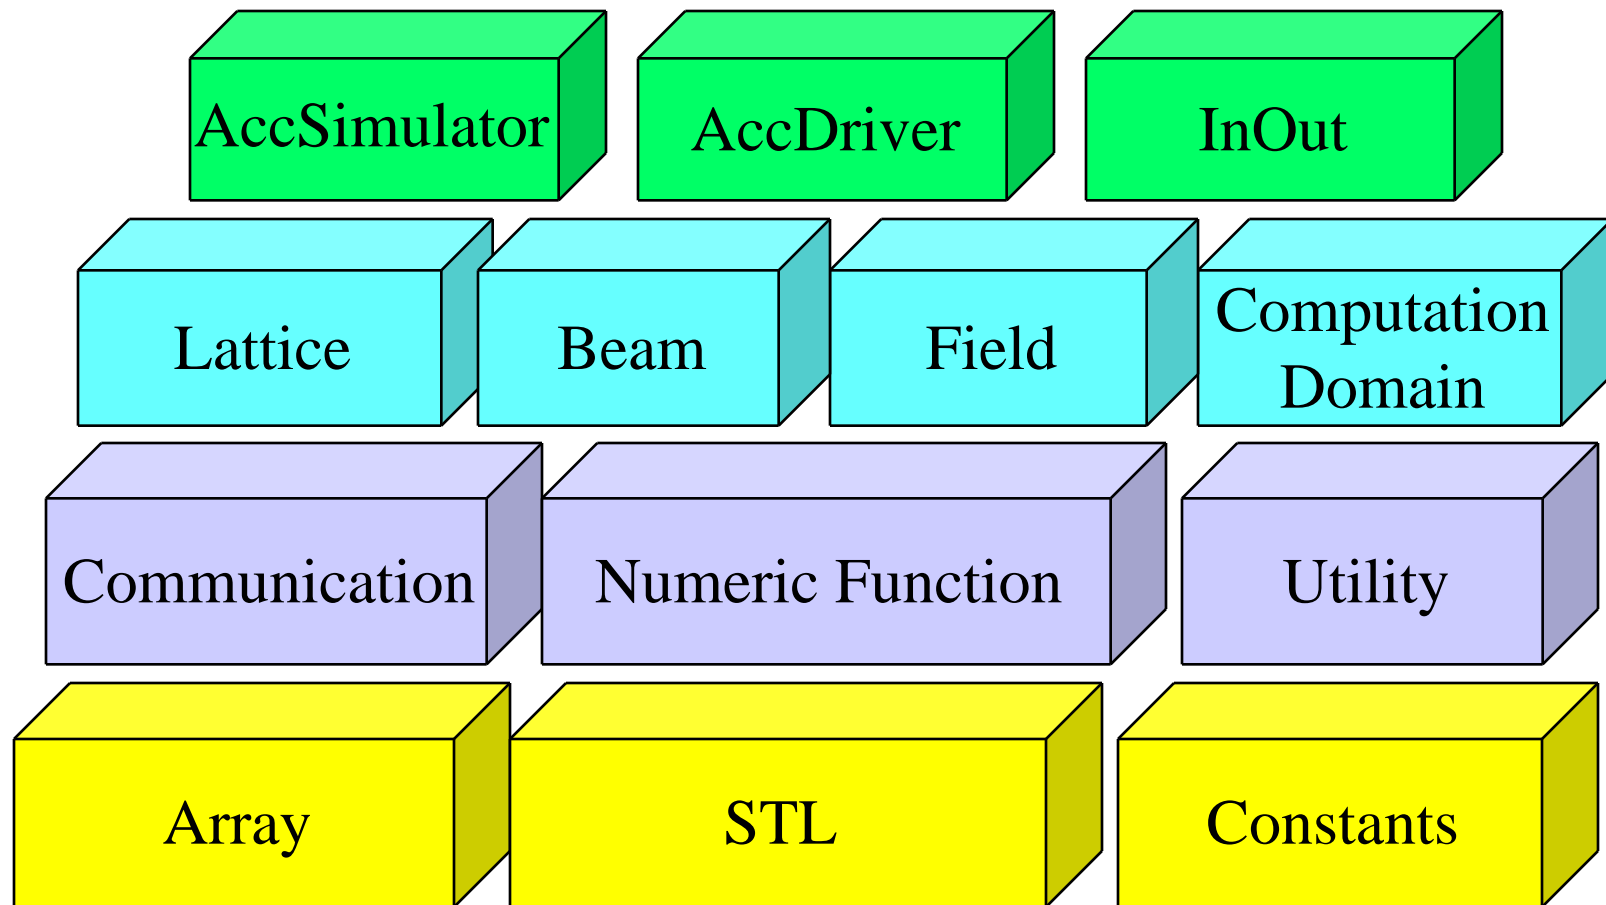 AccSimulator
AccDriver
InOut
Lattice
Beam
Field
Computation
Domain
Communication
Numeric Function
Utility
Array
STL
Constants